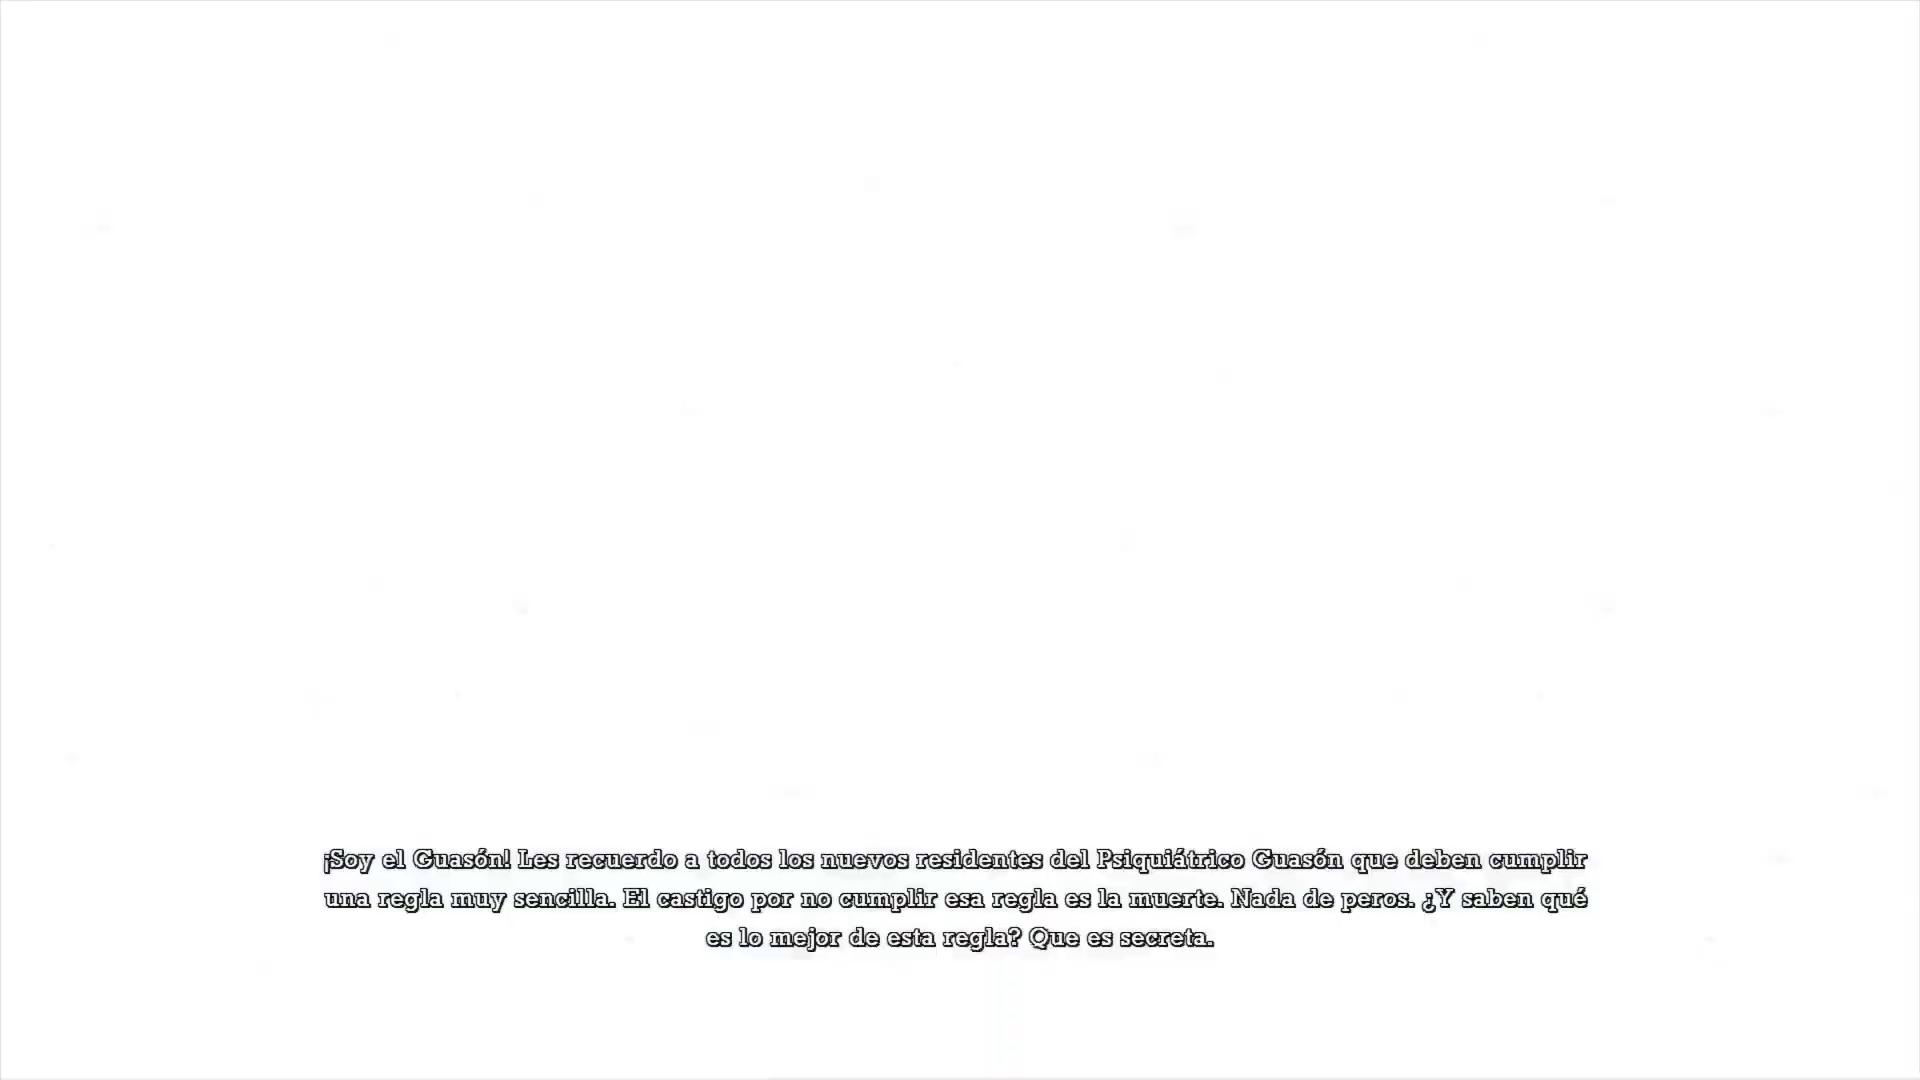 ¡Soy el Guasón! Les recuerdo a todos los nuevos residentes del Psiquiátrico Guasón que deben cumplir
una regla muy sencilla. El castigo por no cumplir esa regla es la muerte. Nada de peros. ¿Y saben qué
es lo mejor de esta regla? Que es secreta.